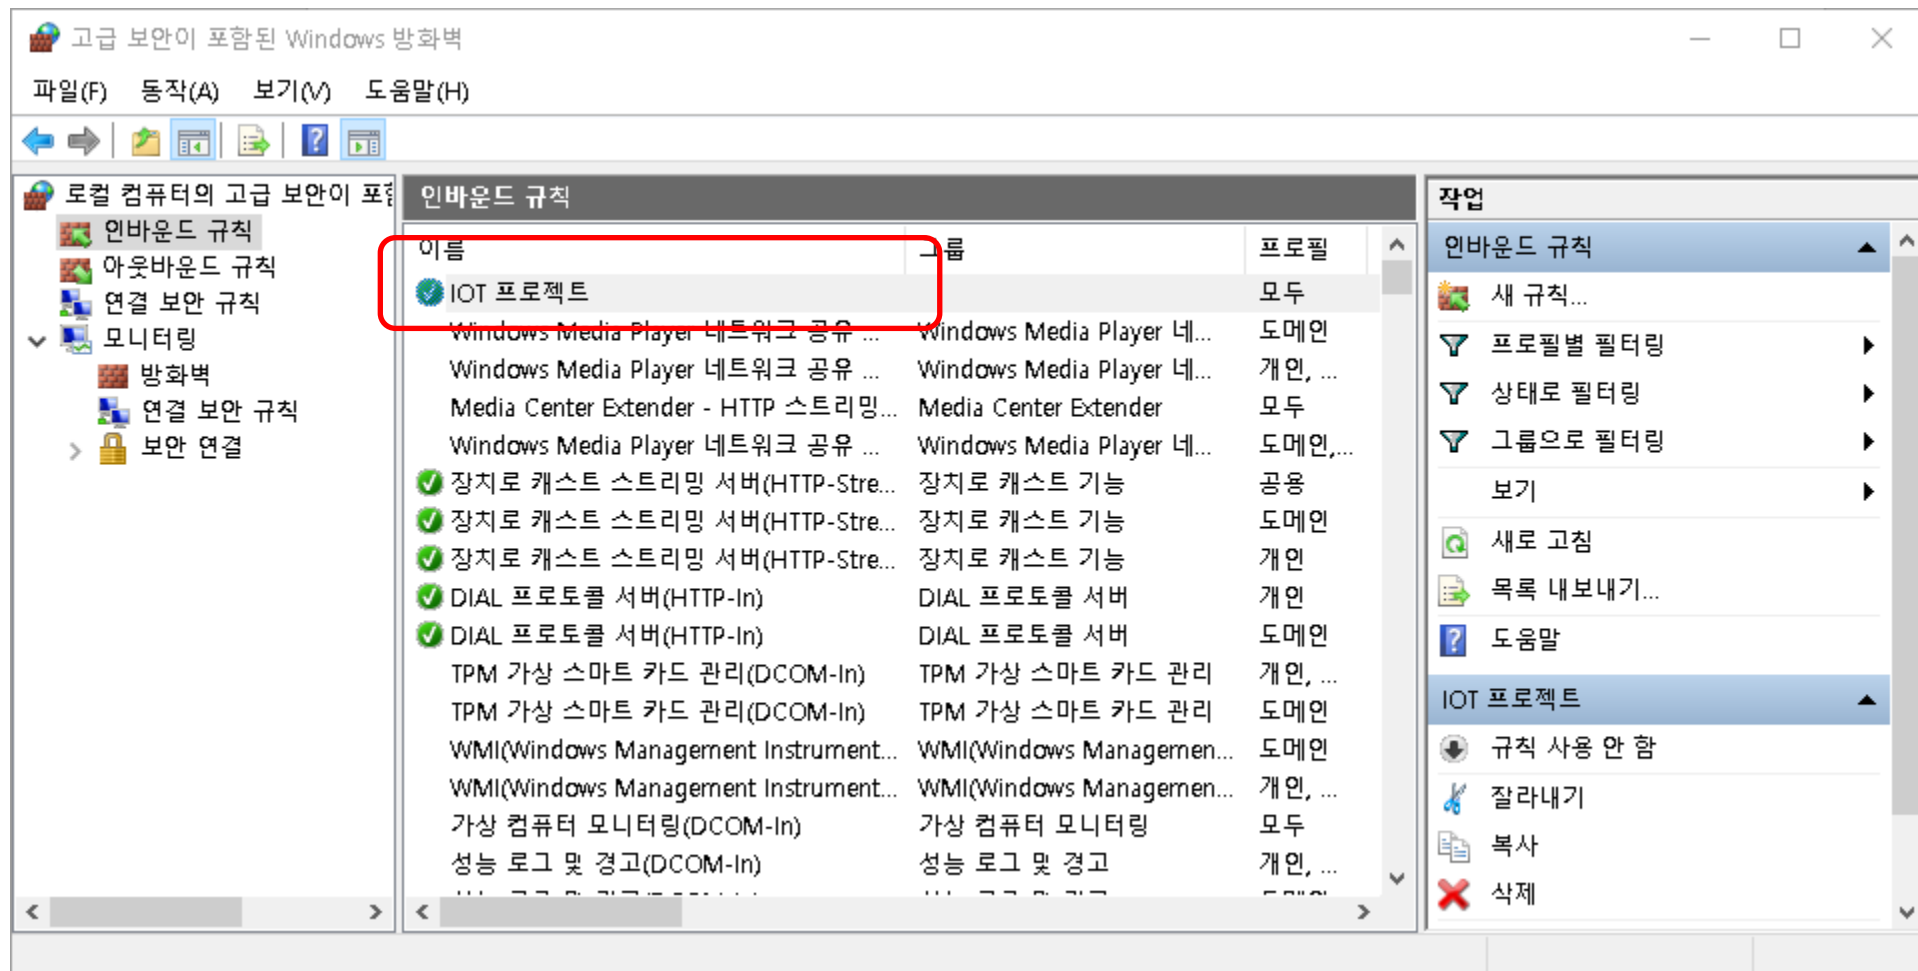 고급 보안이 포함된 Windows 방화벽
파일(F) 동작(A) 보기(V) 도움말(H)
로컬 컴퓨터의 고급 보안이
인바운드 규칙
아웃바운드 규칙
연결 보안 규칙
모니터링
방화벽
연결 보안 규칙
보안 연결
인바운드 규칙
이름 그룹 프로필
IOT 프로젝트 모두
Windows Media Player 네트워크 공유 ... Windows Media Player 네... 도메인
Windows Media Player 네트워크 공유 ... Windows Media Player 네... 개인, ...
Media Center Extender - HTTP 스트리밍... Media Center Extender 모두
Windows Media Player 네트워크 공유 ... Windows Media Player 네... 도메인,...
장치로 캐스트 스트리밍 서버(HTTP-Stre... 장치로 캐스트 기능 공용
장치로 캐스트 스트리밍 서버(HTTP-Stre... 장치로 캐스트 기능 도메인
장치로 캐스트 스트리밍 서버(HTTP-Stre... 장치로 캐스트 기능 개인
DIAL 프로토콜 서버(HTTP-In) DIAL 프로토콜 서버 개인
DIAL 프로토콜 서버(HTTP-In) DIAL 프로토콜 서버 도메인
TPM 가상 스마트 카드 관리(DCOM-In) TPM 가상 스마트 카드 관리 개인, ...
TPM 가상 스마트 카드 관리(DCOM-In) TPM 가상 스마트 카드 관리 도메인
WMI(Windows Management Instrument... WMI(Windows Managemen... 도메인
WMI(Windows Management Instrument... WMI(Windows Managemen... 개인, ...
가상 컴퓨터 모니터링(DCOM-In) 가상 컴퓨터 모니터링 모두
성능 로그 및 경고(DCOM-In) 성능 로그 및 경고 개인, ...
작업
인바운드 규칙
새 규칙...
프로필별 필터링
상태로 필터링
그룹으로 필터링
보기
새로 고침
목록 내보내기...
도움말
IOT 프로젝트
규칙 사용 안 함
잘라내기
복사
삭제